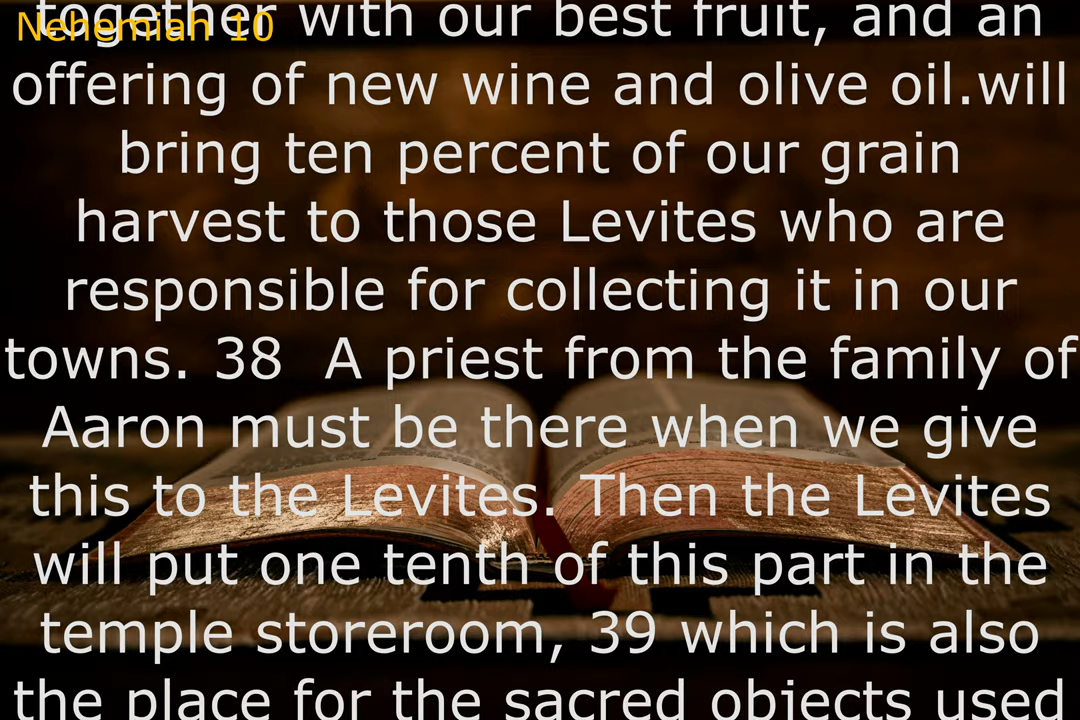 Nehemiah 10
together with our best fruit, and an
offering of new wine and olive oil.will
bring ten percent of our grain
harvest to those Levites who are
responsible for collecting it in our
towns. 38 A priest from the family of
Aaron must be there when we give
this to the Levites. Then the Levites
will put one tenth of this part in the
temple storeroom, 39 which is also
the place for the sacred objects used